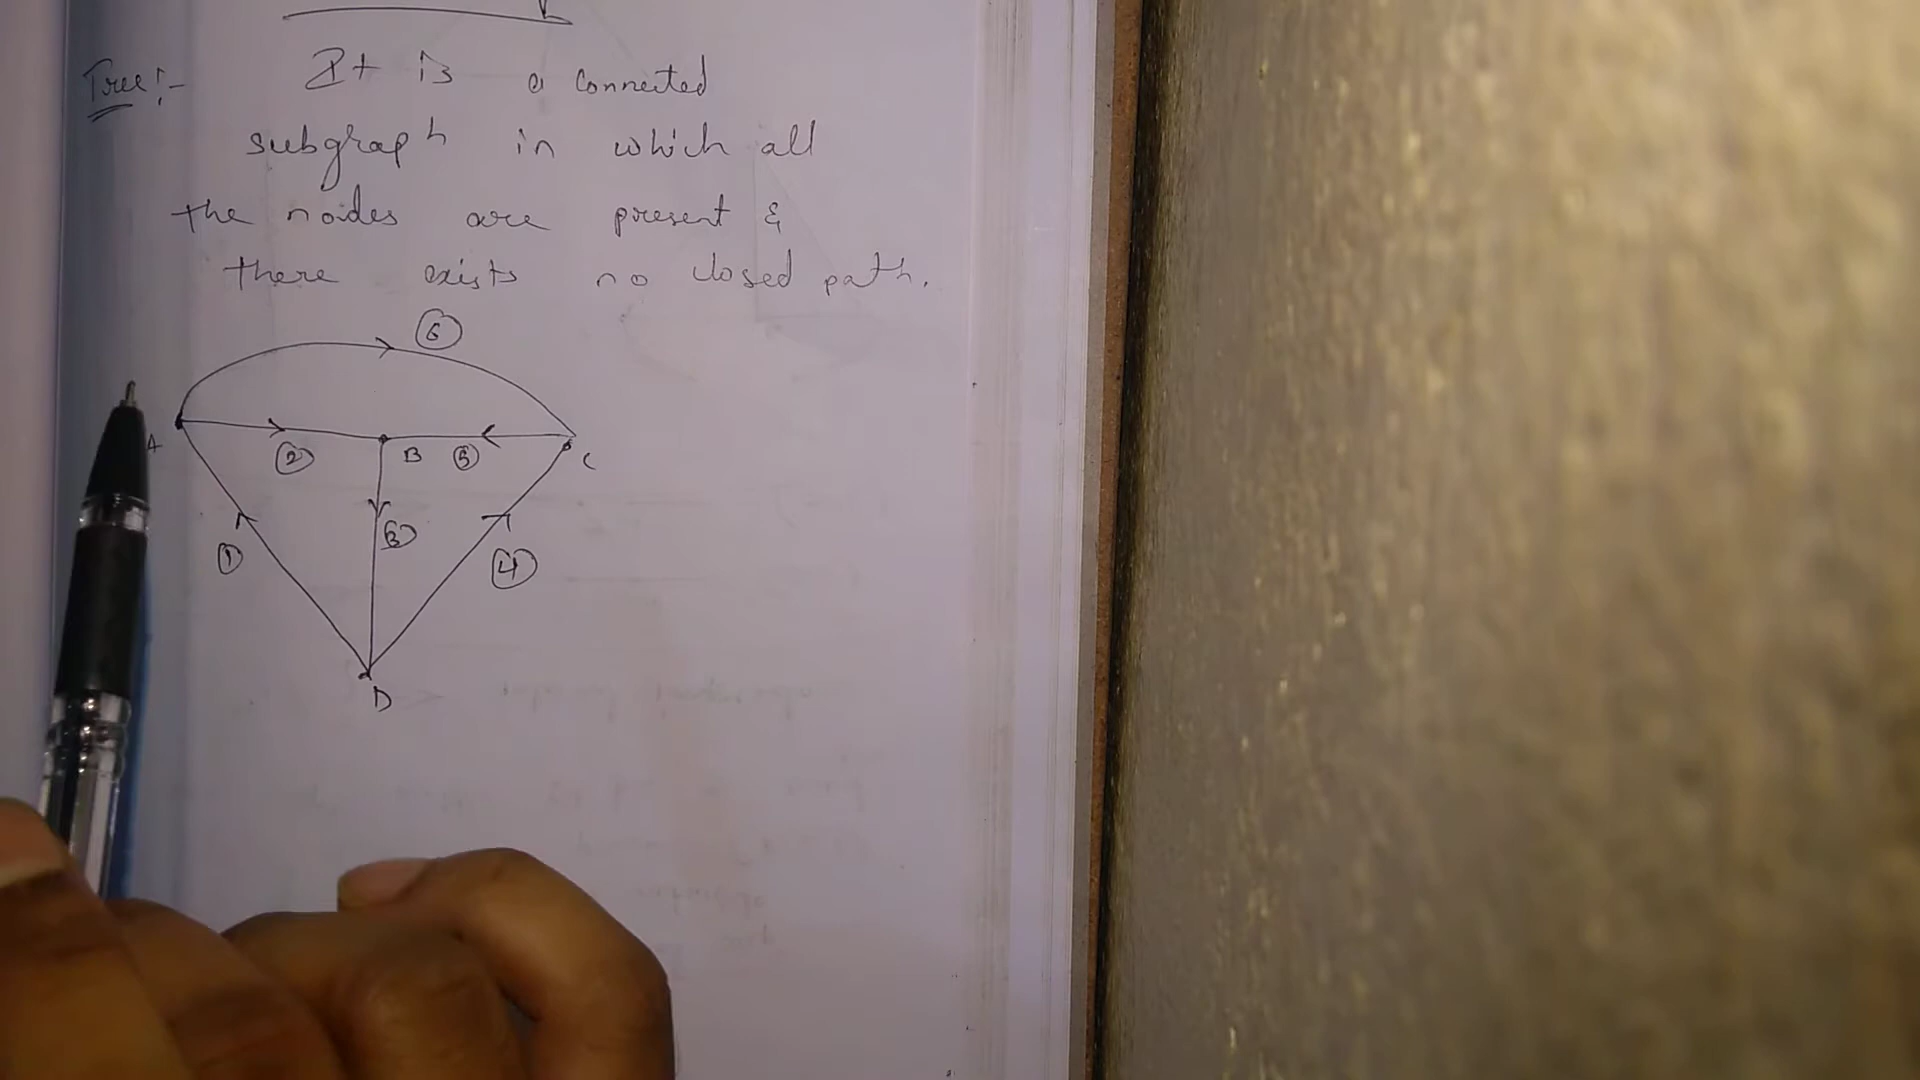 Tree:- It is a connected
subgraph in which all
the nodes are present &
there exists no closed path.
6
A
2
B
5
C
3
1
4
D